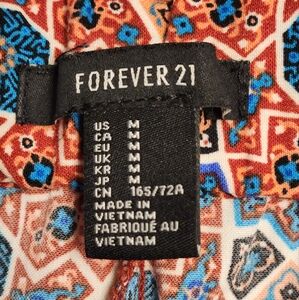 FOREVER 21
US M
CA M
EU M
UK M
KR M
JP M
CN 165/72A
MADE IN
VIETNAM
FABRIQUÉ AU
VIETNAM